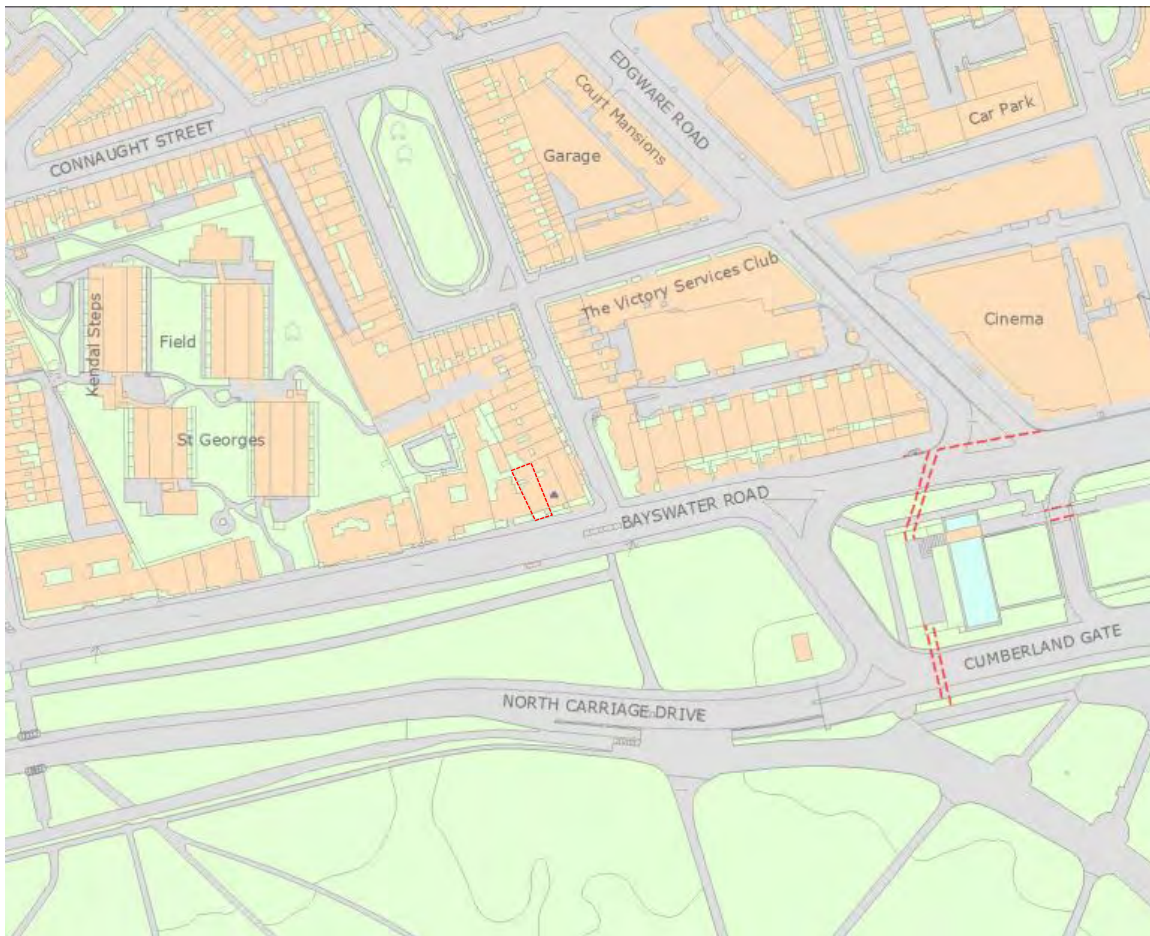 EDGWARE ROAD
Court Mansions
Car Park
CONNAUGHT STREET
Garage
The Victory Services Club
Cinema
Kendal Steps
Field
St Georges
BAYSWATER ROAD
CUMBERLAND GATE
NORTH CARRIAGE DRIVE